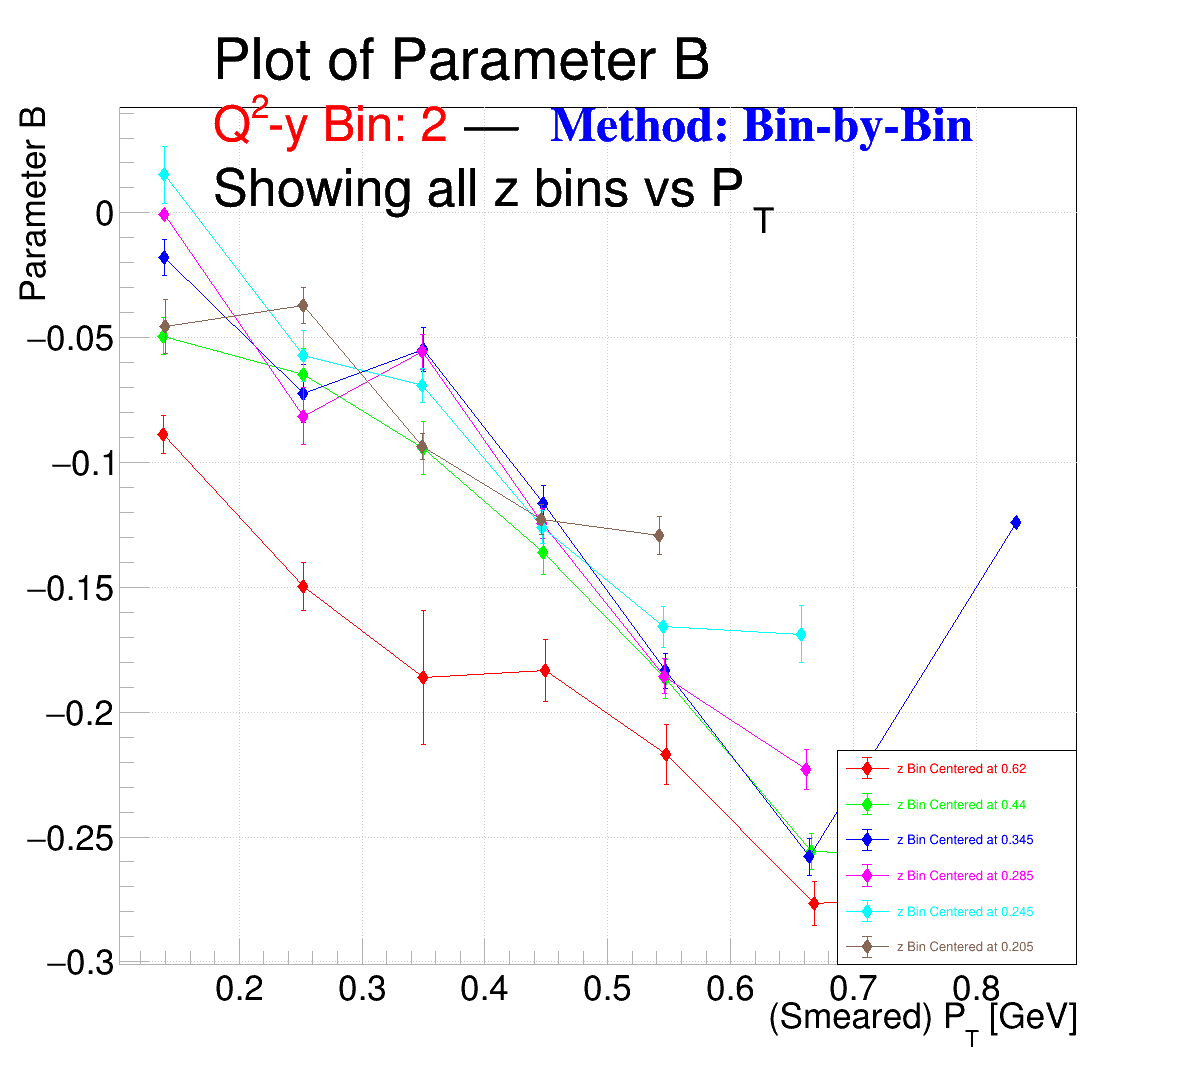 Plot of Parameter B
Q²-y Bin: 2 — Method: Bin-by-Bin
Showing all z bins vs P_T
Parameter B
0
−0.05
−0.1
−0.15
−0.2
−0.25
−0.3
z Bin Centered at 0.62
z Bin Centered at 0.44
z Bin Centered at 0.345
z Bin Centered at 0.285
z Bin Centered at 0.245
z Bin Centered at 0.205
0.2 0.3 0.4 0.5 0.6 0.7 0.8
(Smeared) P_T [GeV]